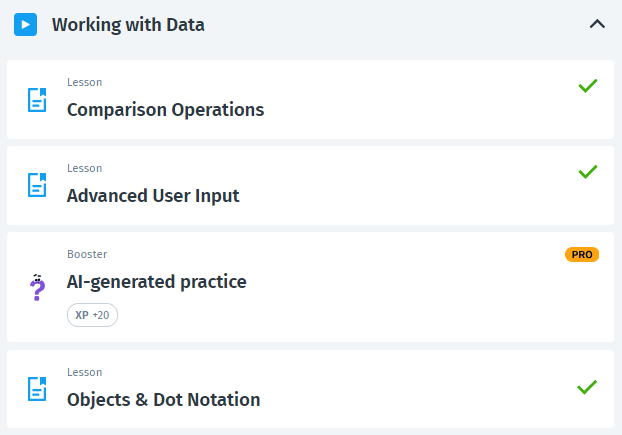 Working with Data
Lesson
Comparison Operations
Lesson
Advanced User Input
Booster
PRO
AI-generated practice
XP +20
Lesson
Objects & Dot Notation